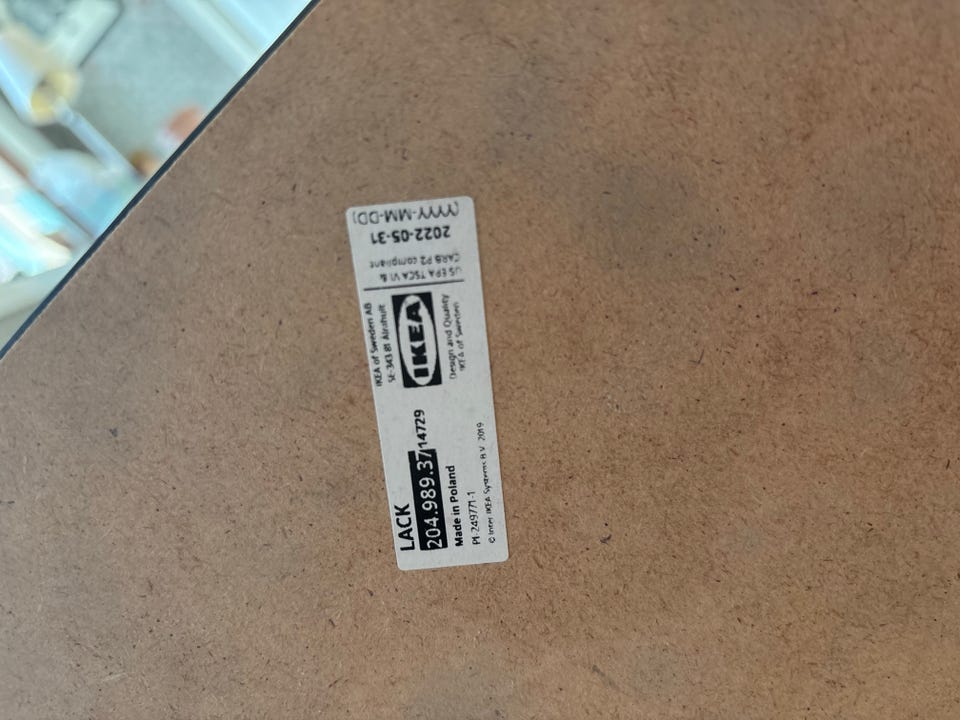 LACK
204.989.37 14729
Made in Poland
PI-249771-1
© Inter IKEA Systems B.V. 2019
IKEA of Sweden AB
SE-343 81 Älmhult
IKEA
Design and Quality
IKEA of Sweden
US EPA TSCA VI &
CARB P2 compliant
2022-05-31
(YYYY-MM-DD)